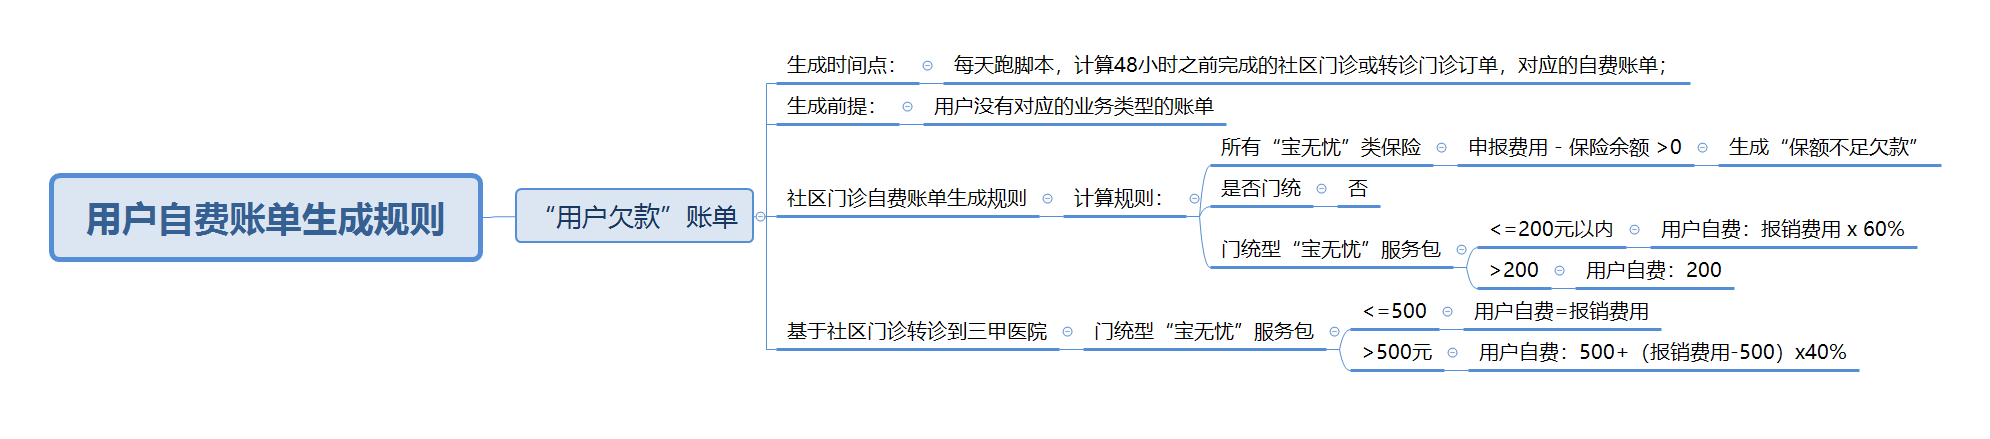 用户自费账单生成规则
“用户欠款”账单
生成时间点：
每天跑脚本，计算48小时之前完成的社区门诊或转诊门诊订单，对应的自费账单；
生成前提：
用户没有对应的业务类型的账单
社区门诊自费账单生成规则
计算规则：
所有“宝无忧”类保险
申报费用 - 保险余额 >0
生成“保额不足欠款”
是否门统
否
门统型“宝无忧”服务包
<=200元以内
用户自费：报销费用 x 60%
>200
用户自费：200
基于社区门诊转诊到三甲医院
门统型“宝无忧”服务包
<=500
用户自费=报销费用
>500元
用户自费：500+（报销费用-500）x40%